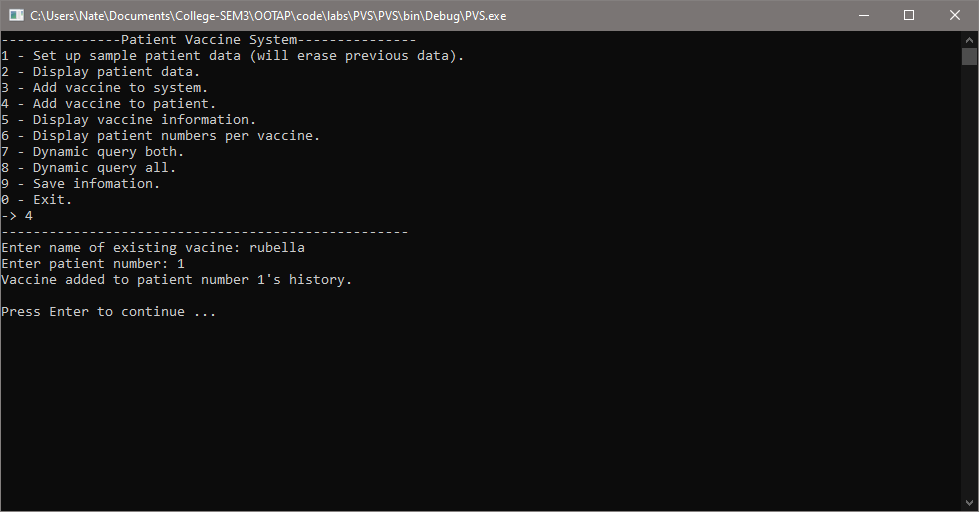 C:\Users\Nate\Documents\College-SEM3\OOTAP\code\labs\PVS\PVS\bin\Debug\PVS.exe
---------------Patient Vaccine System---------------
1 - Set up sample patient data (will erase previous data).
2 - Display patient data.
3 - Add vaccine to system.
4 - Add vaccine to patient.
5 - Display vaccine information.
6 - Display patient numbers per vaccine.
7 - Dynamic query both.
8 - Dynamic query all.
9 - Save infomation.
0 - Exit.
-> 4
---------------------------------------------------
Enter name of existing vacine: rubella
Enter patient number: 1
Vaccine added to patient number 1's history.
Press Enter to continue ...